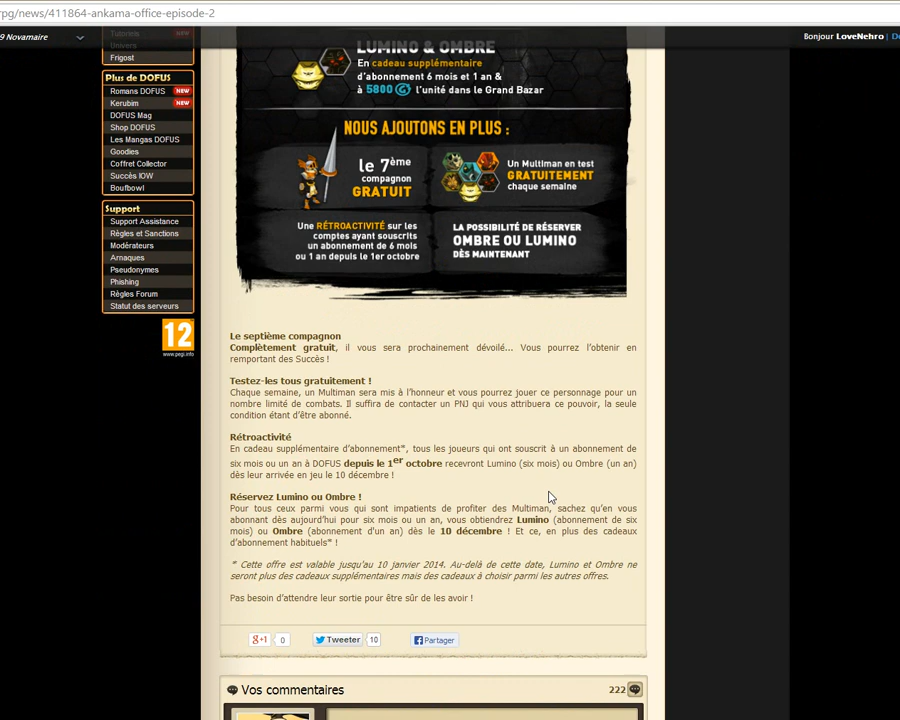 rpg/news/411864-ankama-office-episode-2
9 Novamaire
Bonjour LoveNehro |
Tutoriels NEW
Univers
Frigost
Plus de DOFUS
Romans DOFUS NEW
Kerubim NEW
DOFUS Mag
Shop DOFUS
Les Mangas DOFUS
Goodies
Coffret Collector
Succès IOW
Boufbowl
Support
Support Assistance
Règles et Sanctions
Modérateurs
Arnaques
Pseudonymes
Phishing
Règles Forum
Statut des serveurs
12
www.pegi.info
LUMINO & OMBRE
En cadeau supplémentaire
d'abonnement 6 mois et 1 an &
à 5800 l'unité dans le Grand Bazar
NOUS AJOUTONS EN PLUS :
le 7ème
compagnon
GRATUIT
Un Multiman en test
GRATUITEMENT
chaque semaine
Une RÉTROACTIVITÉ sur les
comptes ayant souscrits
un abonnement de 6 mois
ou 1 an depuis le 1er octobre
LA POSSIBILITÉ DE RÉSERVER
OMBRE OU LUMINO
DÈS MAINTENANT
Le septième compagnon
Complètement gratuit, il vous sera prochainement dévoilé... Vous pourrez l'obtenir en
remportant des Succès !
Testez-les tous gratuitement !
Chaque semaine, un Multiman sera mis à l'honneur et vous pourrez jouer ce personnage pour un
nombre limité de combats. Il suffira de contacter un PNJ qui vous attribuera ce pouvoir, la seule
condition étant d'être abonné.
Rétroactivité
En cadeau supplémentaire d'abonnement*, tous les joueurs qui ont souscrit à un abonnement de
six mois ou un an à DOFUS depuis le 1er octobre recevront Lumino (six mois) ou Ombre (un an)
dès leur arrivée en jeu le 10 décembre !
Réservez Lumino ou Ombre !
Pour tous ceux parmi vous qui sont impatients de profiter des Multiman, sachez qu'en vous
abonnant dès aujourd'hui pour six mois ou un an, vous obtiendrez Lumino (abonnement de six
mois) ou Ombre (abonnement d'un an) dès le 10 décembre ! Et ce, en plus des cadeaux
d'abonnement habituels* !
* Cette offre est valable jusqu'au 10 janvier 2014. Au-delà de cette date, Lumino et Ombre ne
seront plus des cadeaux supplémentaires mais des cadeaux à choisir parmi les autres offres.
Pas besoin d'attendre leur sortie pour être sûr de les avoir !
g+1 0 Tweeter 10 Partager
Vos commentaires 222